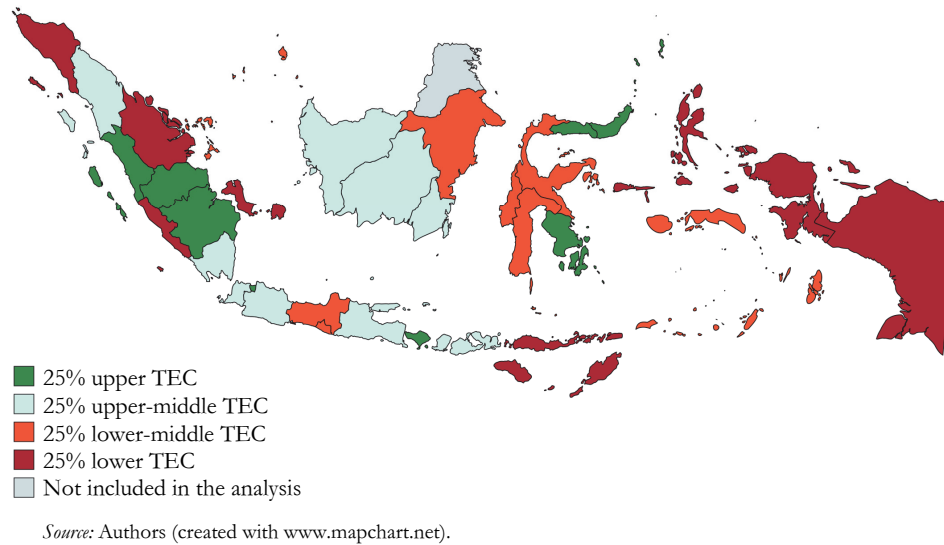 25% upper TEC
25% upper-middle TEC
25% lower-middle TEC
25% lower TEC
Not included in the analysis
Source: Authors (created with www.mapchart.net).